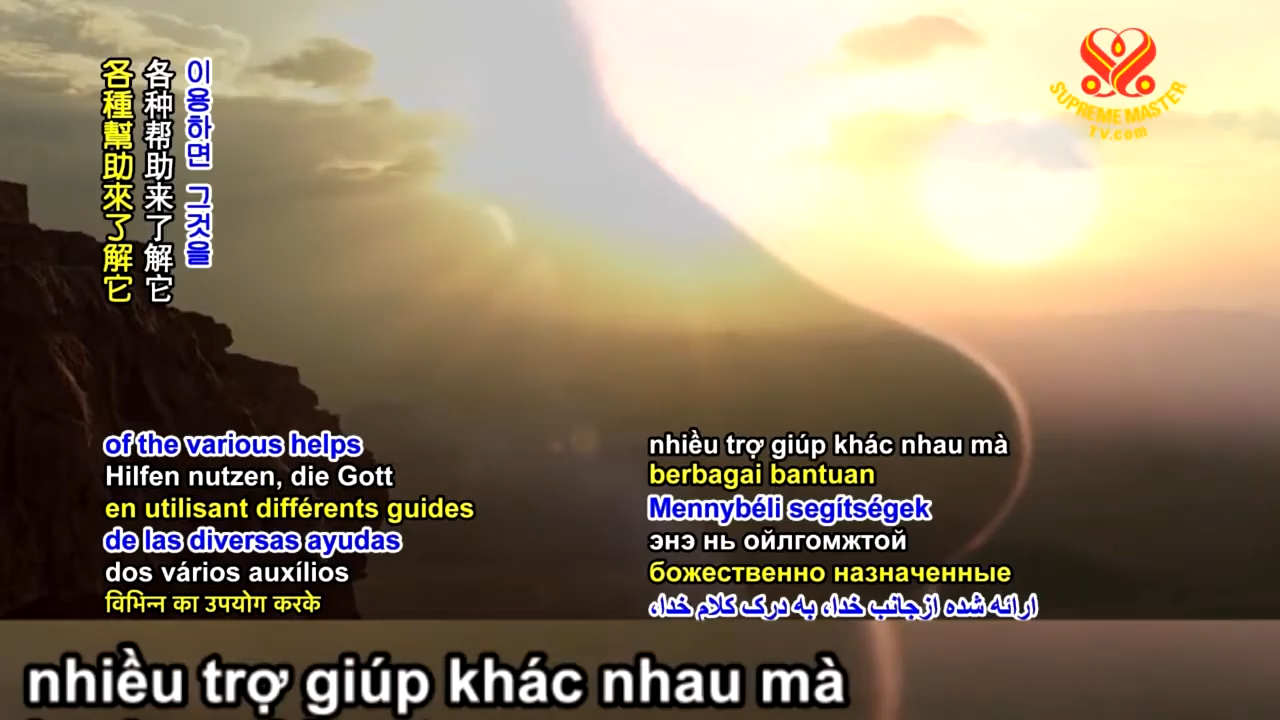 이용하면 그것을
各种帮助来了解它
各種幫助來了解它
SUPREME MASTER
TV.com
of the various helps
Hilfen nutzen, die Gott
en utilisant différents guides
de las diversas ayudas
dos vários auxílios
विभिन्न का उपयोग करके
nhiều trợ giúp khác nhau mà
berbagai bantuan
Mennybéli segítségek
энэ нь ойлгомжтой
божественно назначенные
ارائه شده ازجانب خدا، به درک کلام خدا،
nhiều trợ giúp khác nhau mà